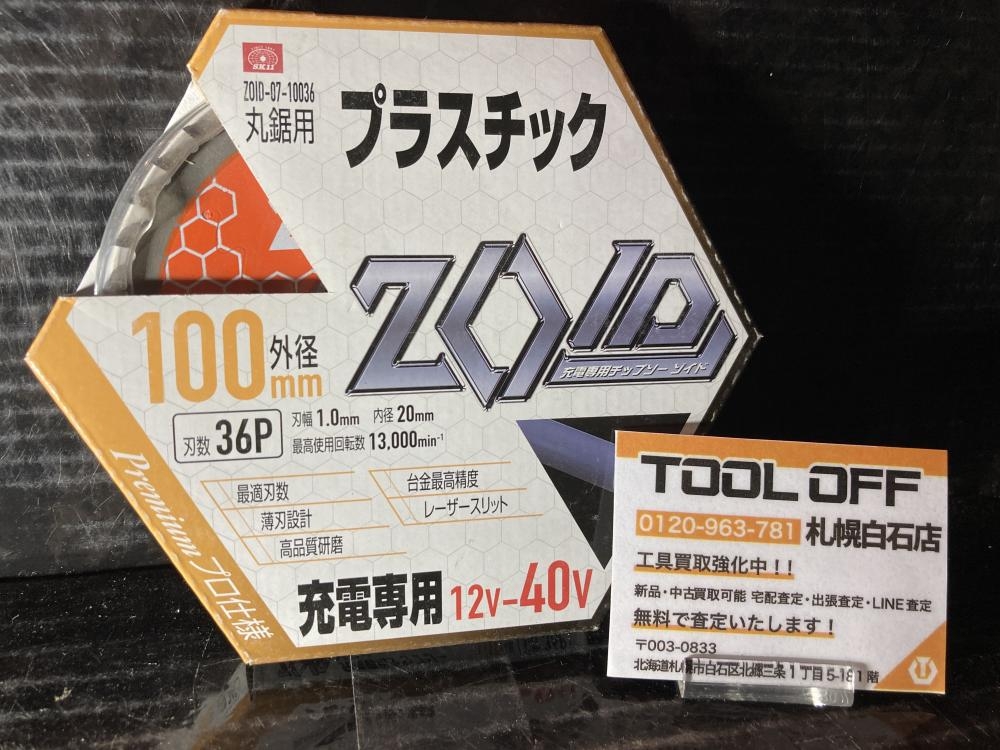 SK11
ZOID-07-10036
丸鋸用
プラスチック
ZOID
充電専用チップソー ゾイド
100mm 外径
刃数 36P
刃幅 1.0mm 内径 20mm
最高使用回転数 13,000min⁻¹
最適刃数
薄刃設計
高品質研磨
台金最高精度
レーザースリット
Premium プロ仕様
充電専用 12V-40V
TOOL OFF
0120-963-781 札幌白石店
工具買取強化中!!
新品・中古買取可能 宅配査定・出張査定・LINE査定
無料で査定いたします!
〒003-0833
北海道札幌市白石区北郷三条1丁目5-18 1階